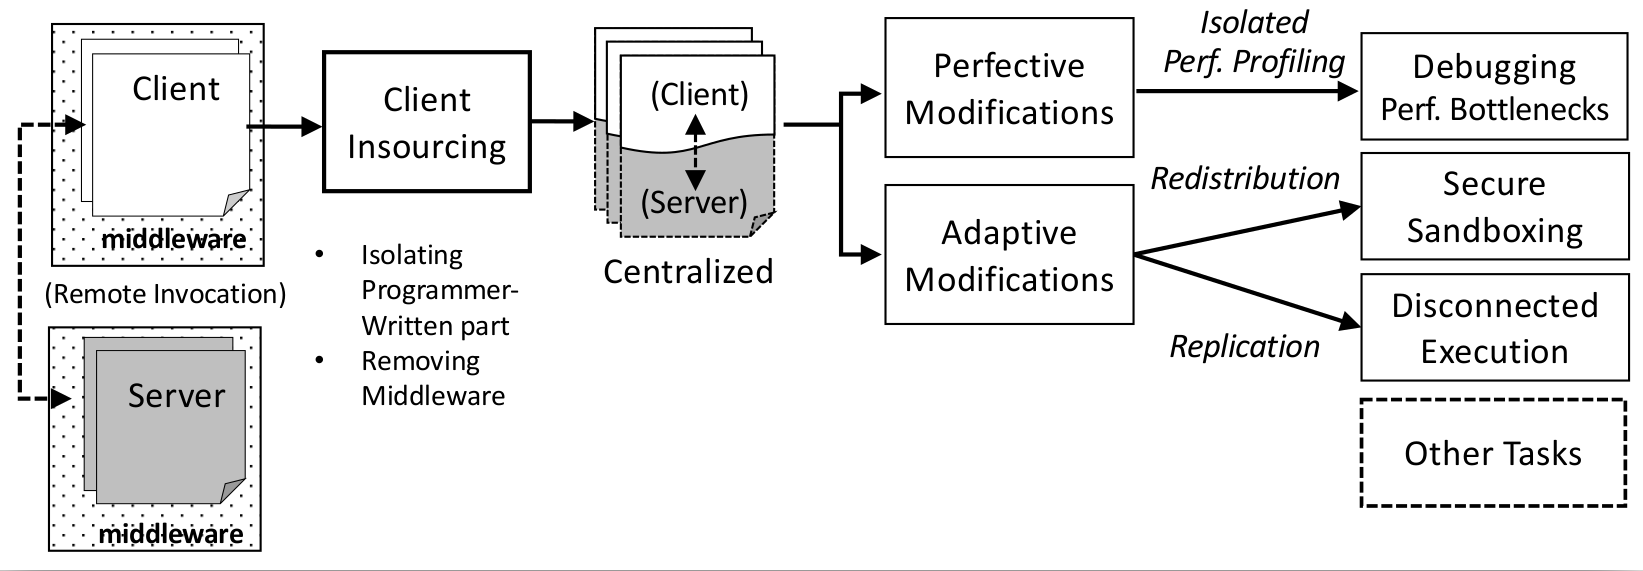 Client
middleware
(Remote Invocation)
Server
middleware
Client
Insourcing
• Isolating
Programmer-
Written part
• Removing
Middleware
(Client)
(Server)
Centralized
Perfective
Modifications
Adaptive
Modifications
Isolated
Perf. Profiling
Redistribution
Replication
Debugging
Perf. Bottlenecks
Secure
Sandboxing
Disconnected
Execution
Other Tasks